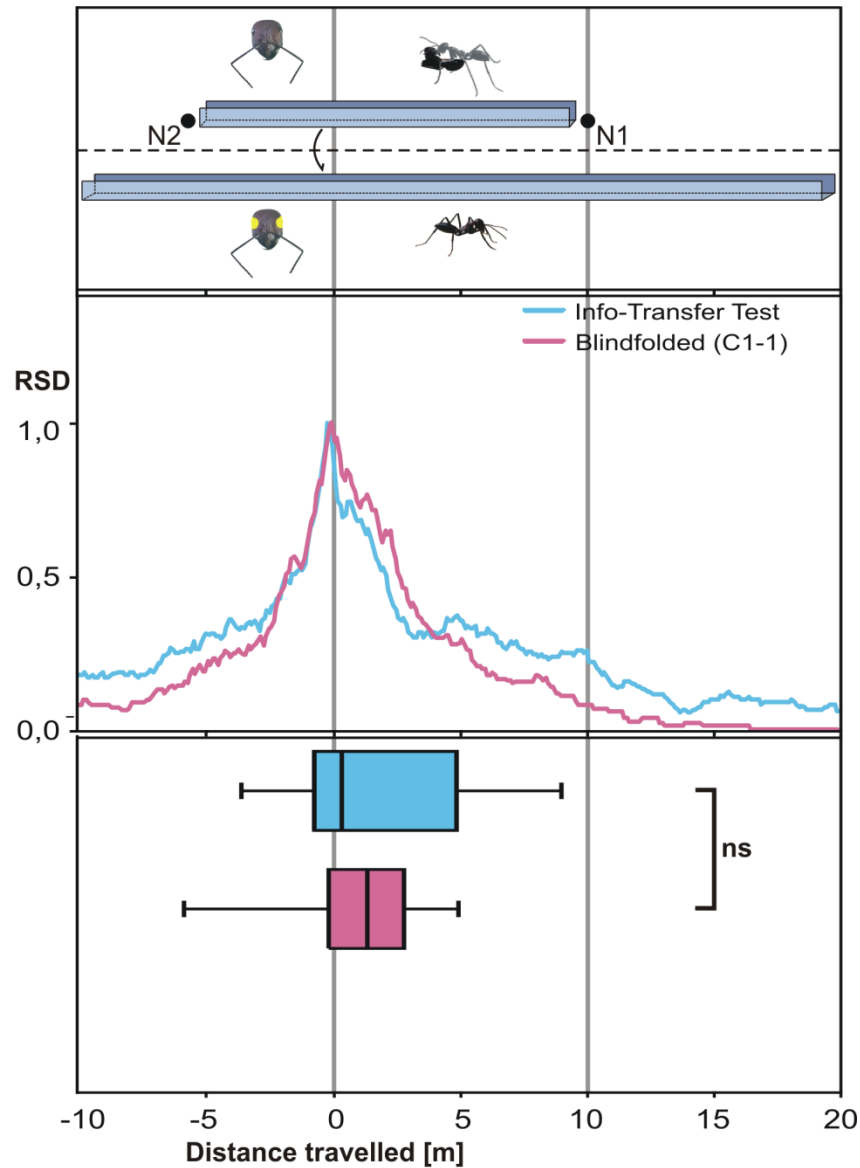 N2
N1
Info-Transfer Test
Blindfolded (C1-1)
RSD
1,0
0,5
0,0
ns
-10 -5 0 5 10 15 20
Distance travelled [m]